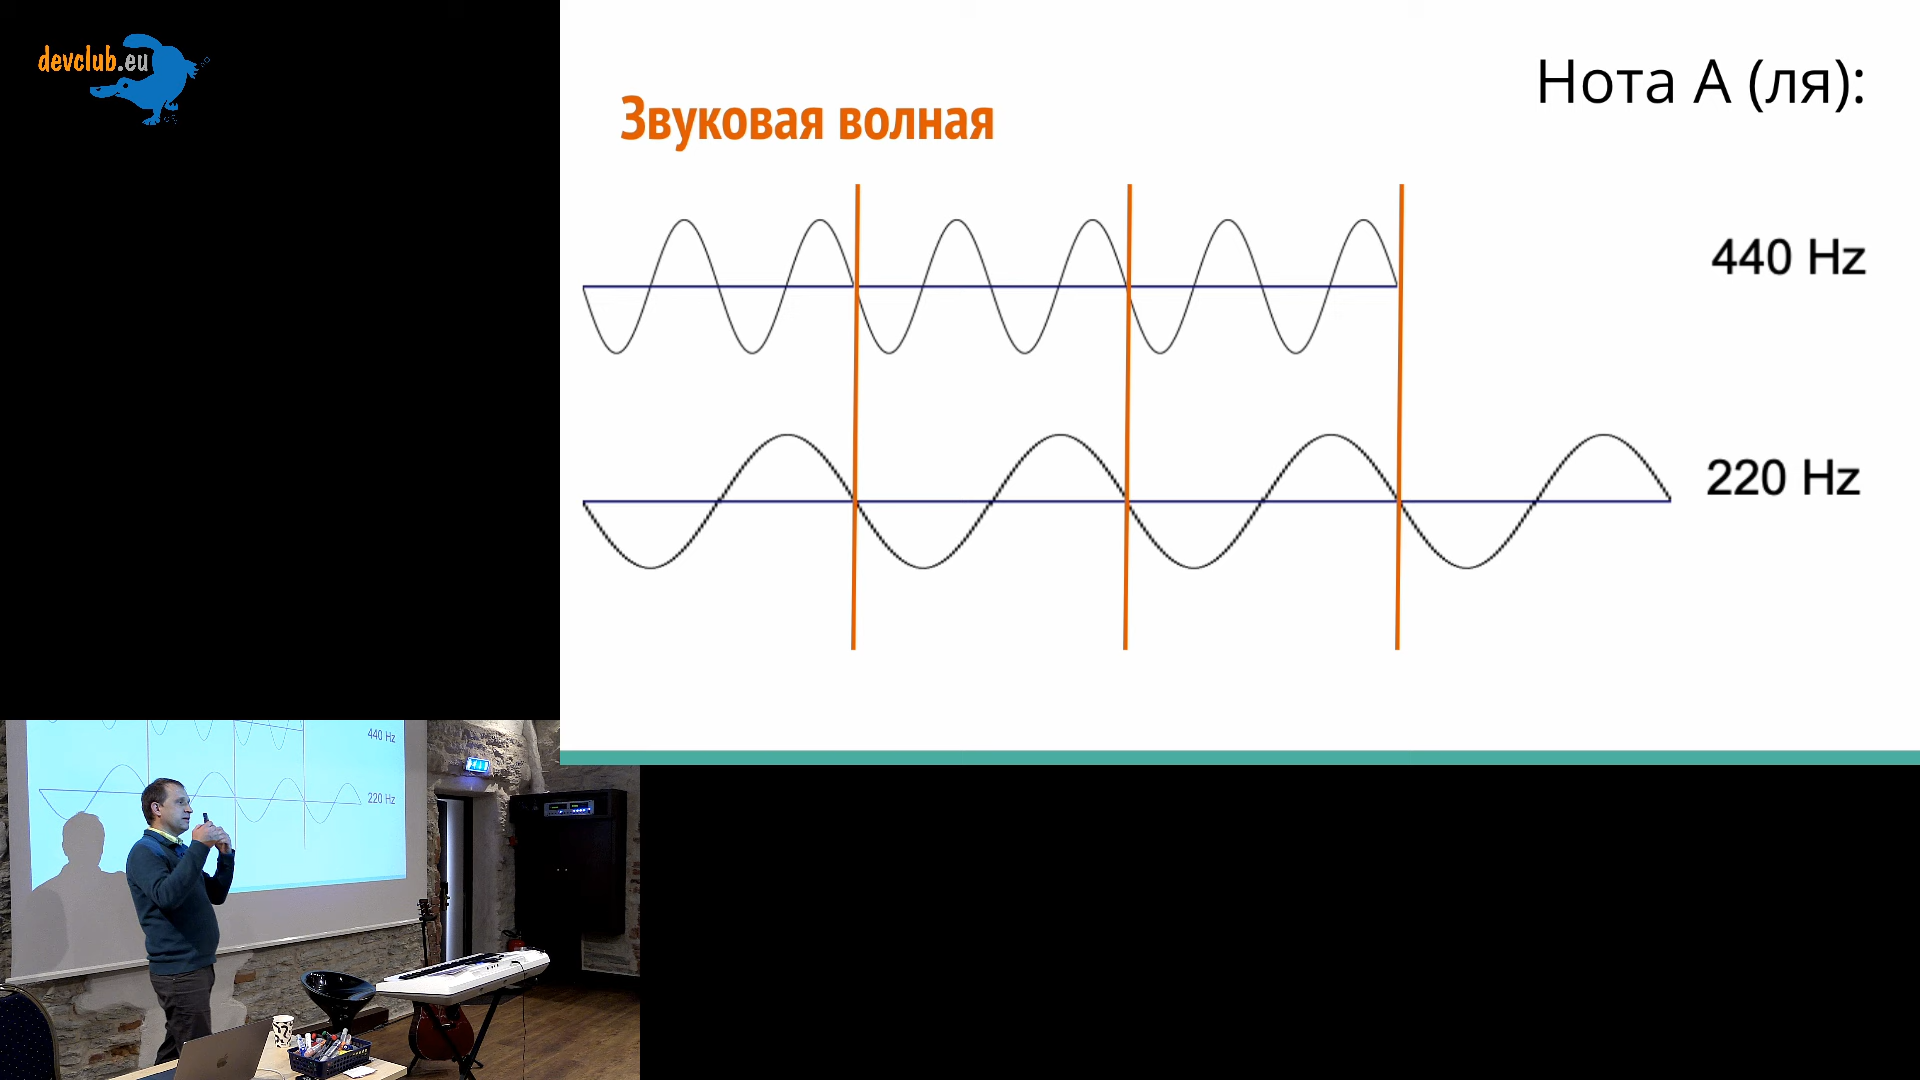 devclub.eu
Нота А (ля):
Звуковая волная
440 Hz
220 Hz
440 Hz
220 Hz